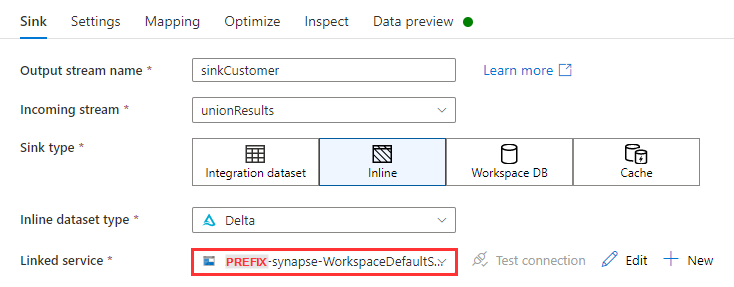 Sink Settings Mapping Optimize Inspect Data preview
Output stream name * sinkCustomer Learn more
Incoming stream * unionResults
Sink type *
Integration dataset Inline Workspace DB Cache
Inline dataset type * Delta
Linked service * PREFIX-synapse-WorkspaceDefaultS... Test connection Edit New